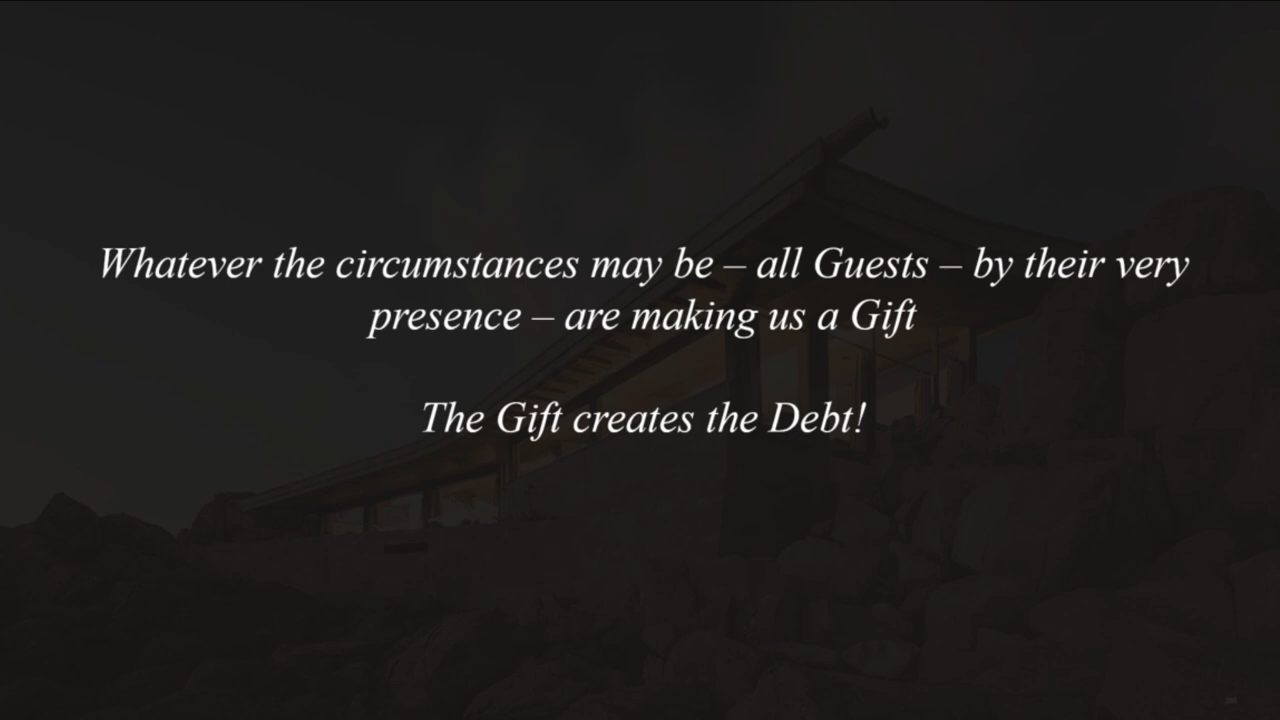 Whatever the circumstances may be – all Guests – by their very
presence – are making us a Gift
The Gift creates the Debt!